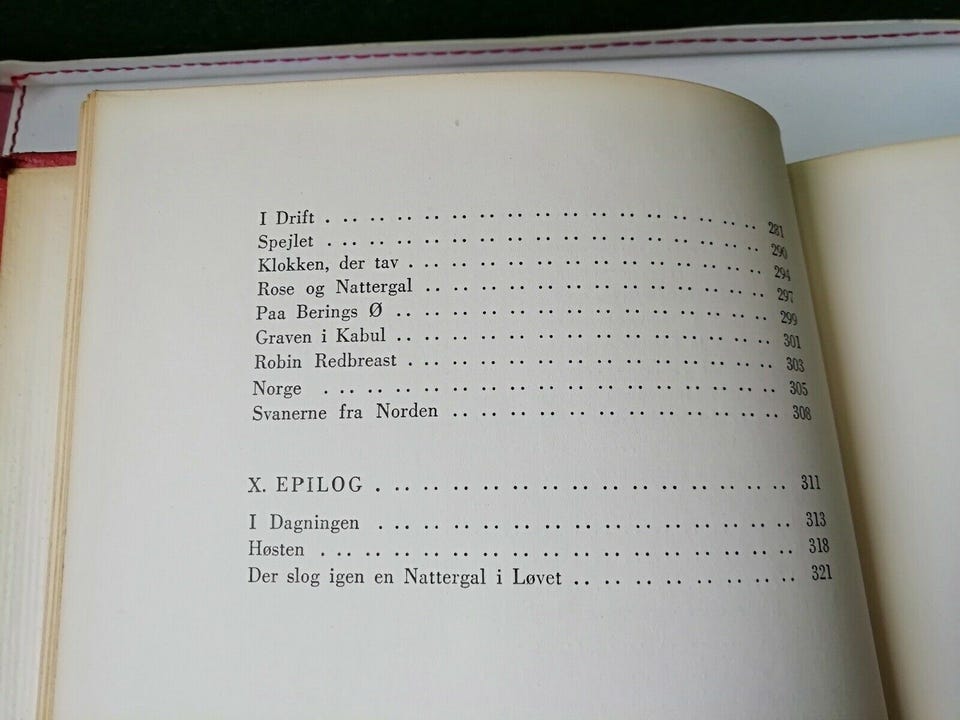 I Drift . .. .. .. .. .. .. .. .. .. .. .. .. .. .. .. 281
Spejlet . .. .. .. .. .. .. .. .. .. .. .. .. .. .. .. 290
Klokken, der tav . .. .. .. .. .. .. .. .. .. .. .. .. 294
Rose og Nattergal .. .. .. .. .. .. .. .. .. .. .. .. 297
Paa Berings Ø .. .. .. .. .. .. .. .. .. .. .. .. .. 299
Graven i Kabul .. .. .. .. .. .. .. .. .. .. .. .. .. 301
Robin Redbreast . .. .. .. .. .. .. .. .. .. .. .. .. 303
Norge . .. .. .. .. .. .. .. .. .. .. .. .. .. .. .. 305
Svanerne fra Norden .. .. .. .. .. .. .. .. .. .. .. 308
X. EPILOG . .. .. .. .. .. .. .. .. .. .. .. .. .. 311
I Dagningen . .. .. .. .. .. .. .. .. .. .. .. .. .. 313
Høsten . .. .. .. .. .. .. .. .. .. .. .. .. .. .. .. 318
Der slog igen en Nattergal i Løvet .. .. .. .. .. .. .. .. 321